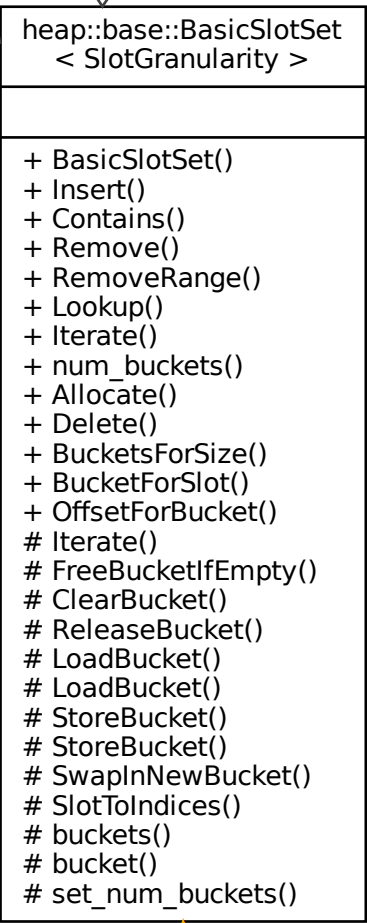 heap::base::BasicSlotSet
< SlotGranularity >
+ BasicSlotSet()
+ Insert()
+ Contains()
+ Remove()
+ RemoveRange()
+ Lookup()
+ Iterate()
+ num_buckets()
+ Allocate()
+ Delete()
+ BucketsForSize()
+ BucketForSlot()
+ OffsetForBucket()
# Iterate()
# FreeBucketIfEmpty()
# ClearBucket()
# ReleaseBucket()
# LoadBucket()
# LoadBucket()
# StoreBucket()
# StoreBucket()
# SwapInNewBucket()
# SlotToIndices()
# buckets()
# bucket()
# set_num_buckets()